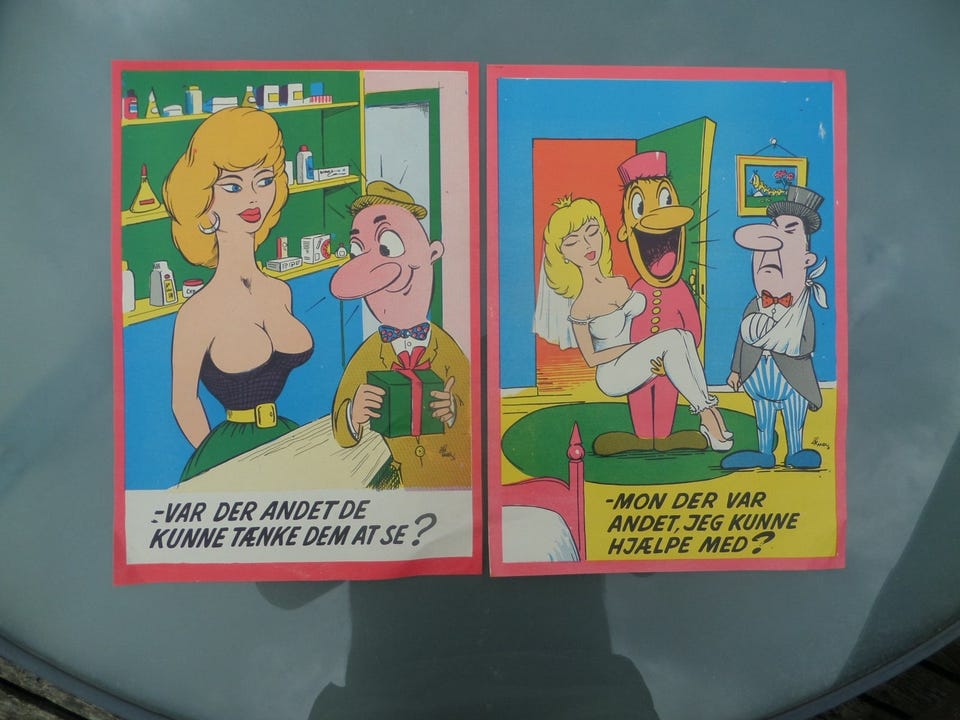 -VAR DER ANDET DE
KUNNE TÆNKE DEM AT SE?
-MON DER VAR
ANDET, JEG KUNNE
HJÆLPE MED?